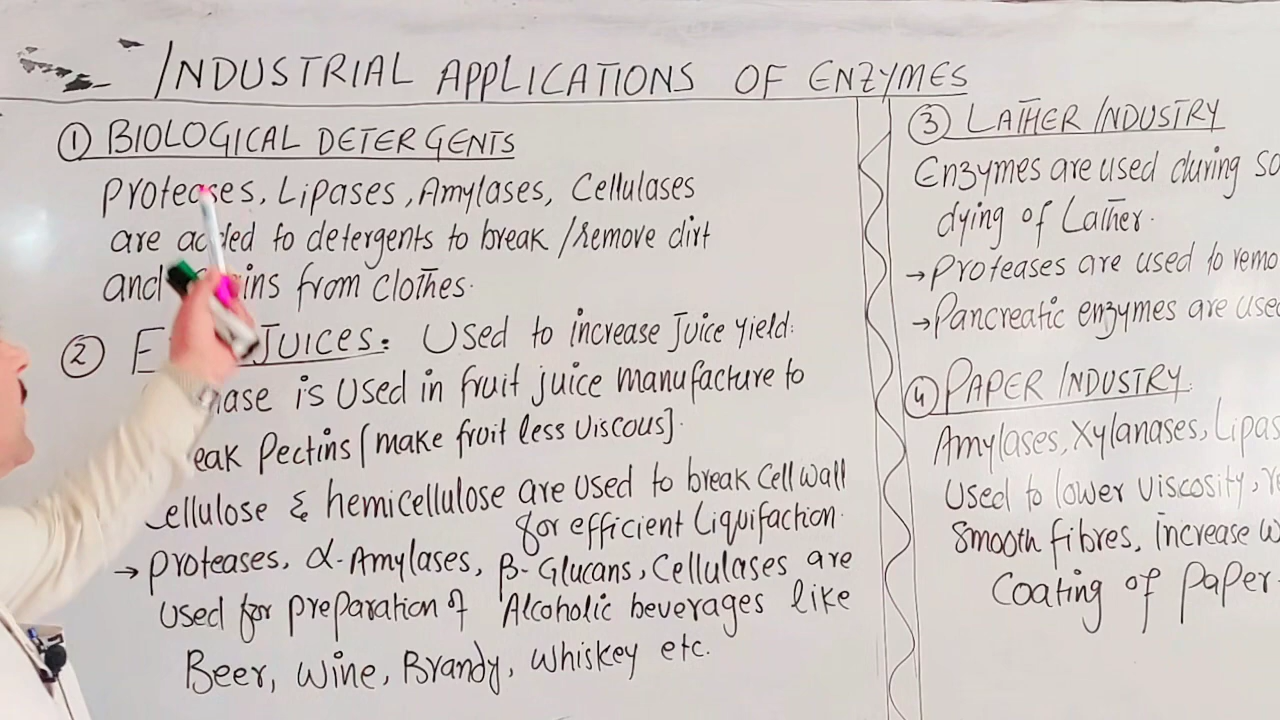 INDUSTRIAL APPLICATIONS OF ENZYMES
① BIOLOGICAL DETERGENTS
Proteases, Lipases, Amylases, Cellulases
are added to detergents to break /remove dirt
and from clothes.
② JUICES: Used to increase Juice yield.
is Used in fruit juice manufacture to
Pectins [make fruit less Viscous].
Cellulose & hemicellulose are Used to break Cell wall
for efficient Liquifaction.
→ Proteases, α-Amylases, β-Glucans, Cellulases are
Used for Preparation of Alcoholic beverages like
Beer, Wine, Brandy, Whiskey etc.
③ LATHER INDUSTRY
Enzymes are used during
dying of Lather.
→ Proteases are used to
→ Pancreatic enzymes are used
④ PAPER INDUSTRY
Amylases, Xylanases,
Used to lower Viscosity,
Smooth fibres, increase
Coating of Paper.